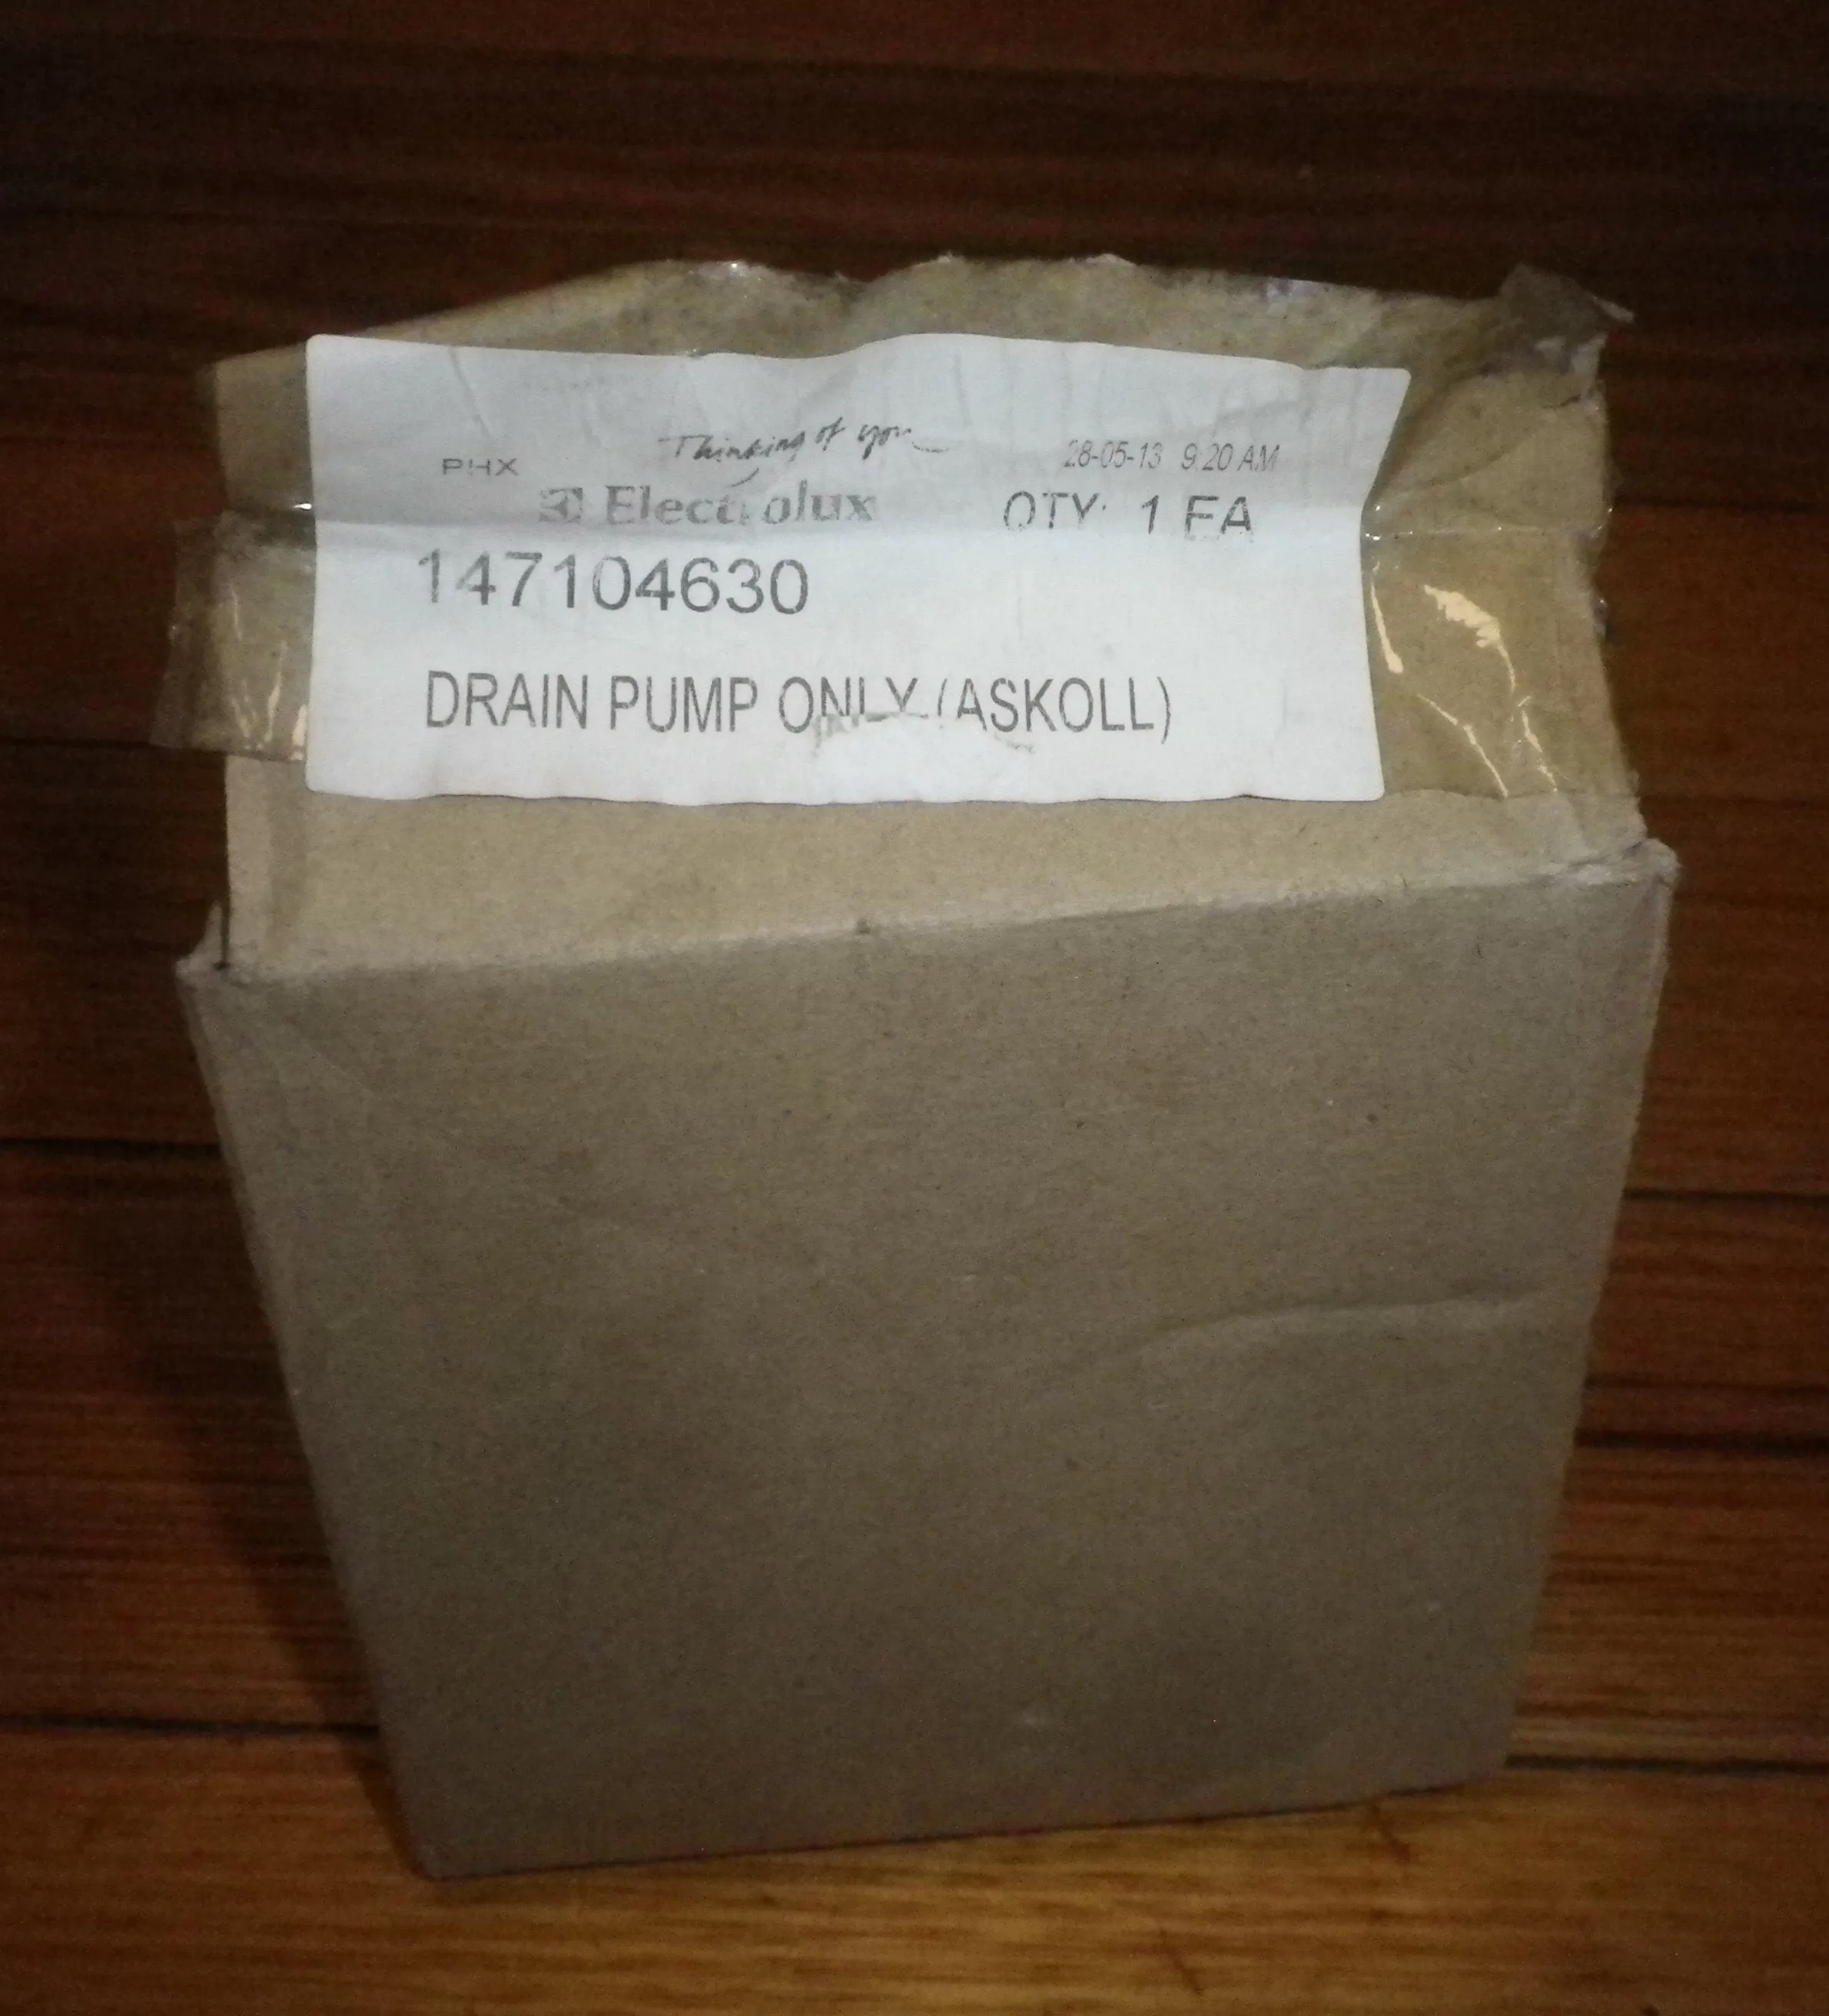 Thinking of you
PHX 28-05-13 9:20 AM
Electrolux QTY: 1 EA
147104630
DRAIN PUMP ONLY (ASKOLL)